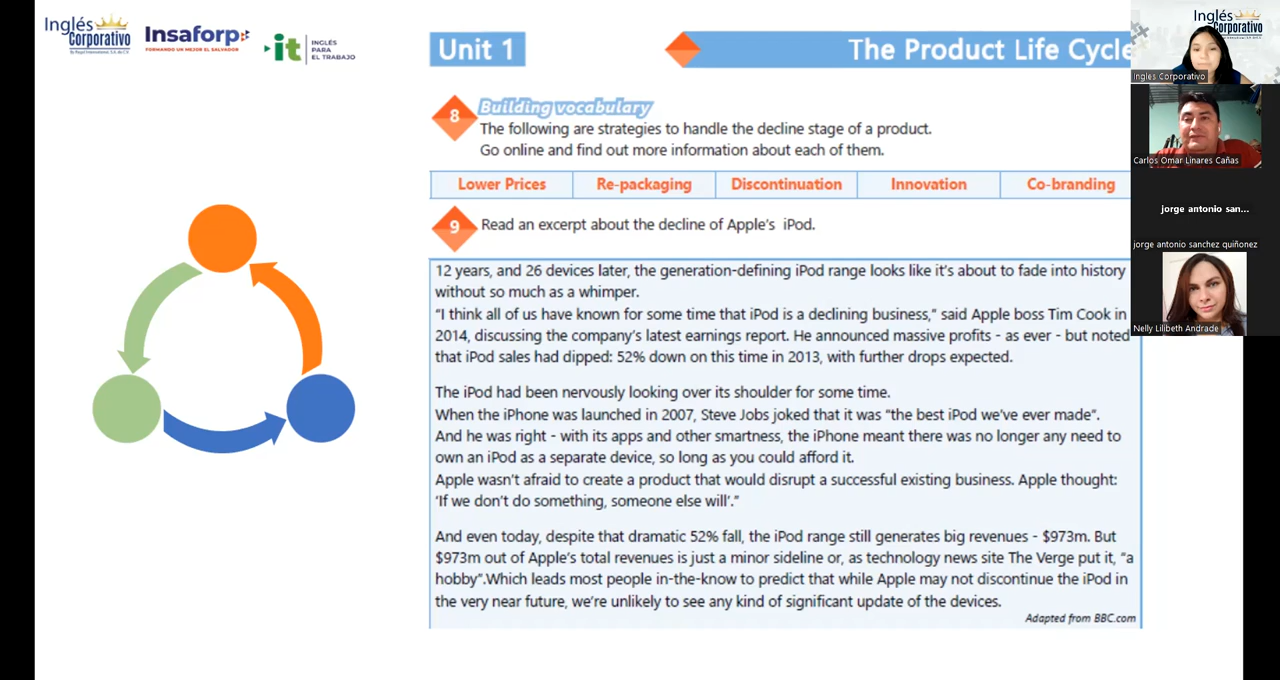 Inglés
Corporativo
By Paypal International, S.A. de C.V.
Insaforp
FORMANDO UN MEJOR EL SALVADOR
it
INGLÉS
PARA
EL TRABAJO
Unit 1
The Product Life Cycle
8
Building vocabulary
The following are strategies to handle the decline stage of a product.
Go online and find out more information about each of them.
Lower Prices
Re-packaging
Discontinuation
Innovation
Co-branding
9
Read an excerpt about the decline of Apple's iPod.
12 years, and 26 devices later, the generation-defining iPod range looks like it's about to fade into history
without so much as a whimper.
“I think all of us have known for some time that iPod is a declining business,” said Apple boss Tim Cook in
2014, discussing the company's latest earnings report. He announced massive profits - as ever - but noted
that iPod sales had dipped: 52% down on this time in 2013, with further drops expected.
The iPod had been nervously looking over its shoulder for some time.
When the iPhone was launched in 2007, Steve Jobs joked that it was “the best iPod we've ever made”.
And he was right - with its apps and other smartness, the iPhone meant there was no longer any need to
own an iPod as a separate device, so long as you could afford it.
Apple wasn't afraid to create a product that would disrupt a successful existing business. Apple thought:
‘If we don't do something, someone else will’.”
And even today, despite that dramatic 52% fall, the iPod range still generates big revenues - $973m. But
$973m out of Apple's total revenues is just a minor sideline or, as technology news site The Verge put it, “a
hobby”.Which leads most people in-the-know to predict that while Apple may not discontinue the iPod in
the very near future, we're unlikely to see any kind of significant update of the devices.
Adapted from BBC.com
Inglés
Corporativo
Ingles Corporativo
Carlos Omar Linares Cañas
jorge antonio san...
jorge antonio sanchez quiñonez
Nelly Lilibeth Andrade